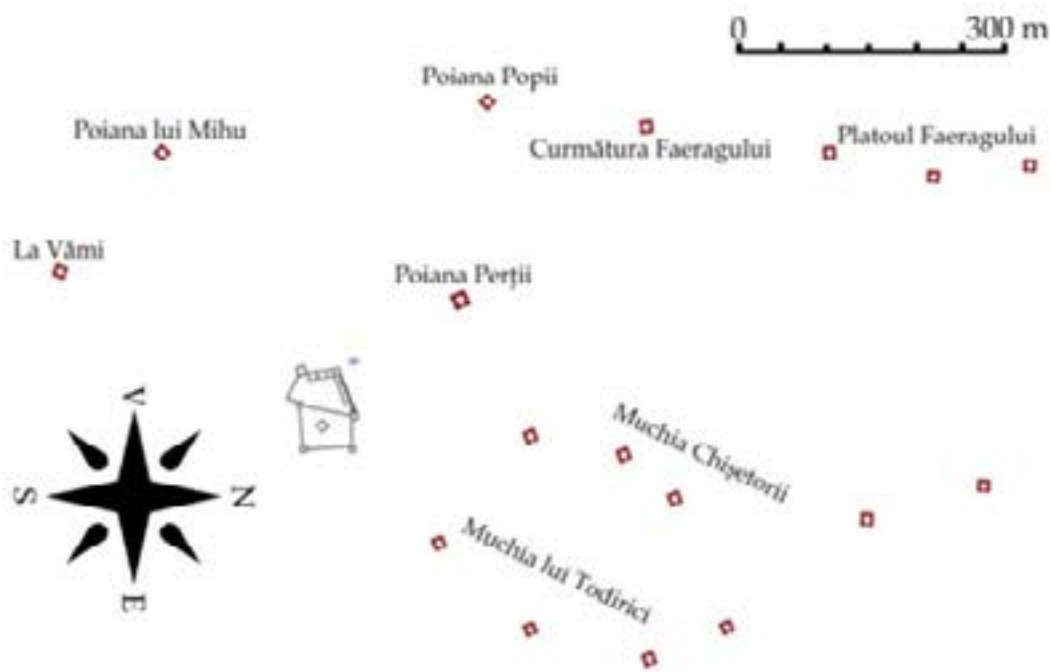 0 300 m
Poiana Popii
Poiana lui Mihu
Curmătura Faeragului
Platoul Faeragului
La Vămi
Poiana Perții
V
S
N
E
Muchia Chișetorii
Muchia lui Todirici